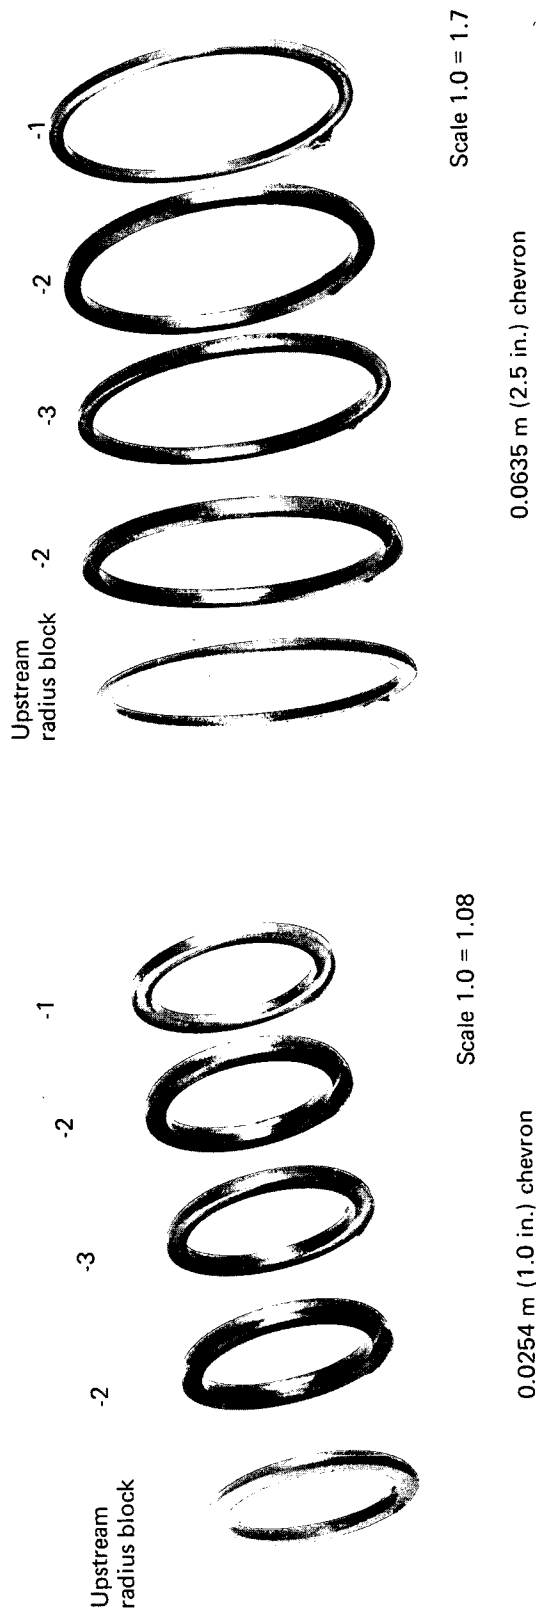 Upstream
radius block
-2
-3
-2
-1
Scale 1.0 = 1.08
0.0254 m (1.0 in.) chevron
Upstream
radius block
-2
-3
-2
-1
Scale 1.0 = 1.7
0.0635 m (2.5 in.) chevron